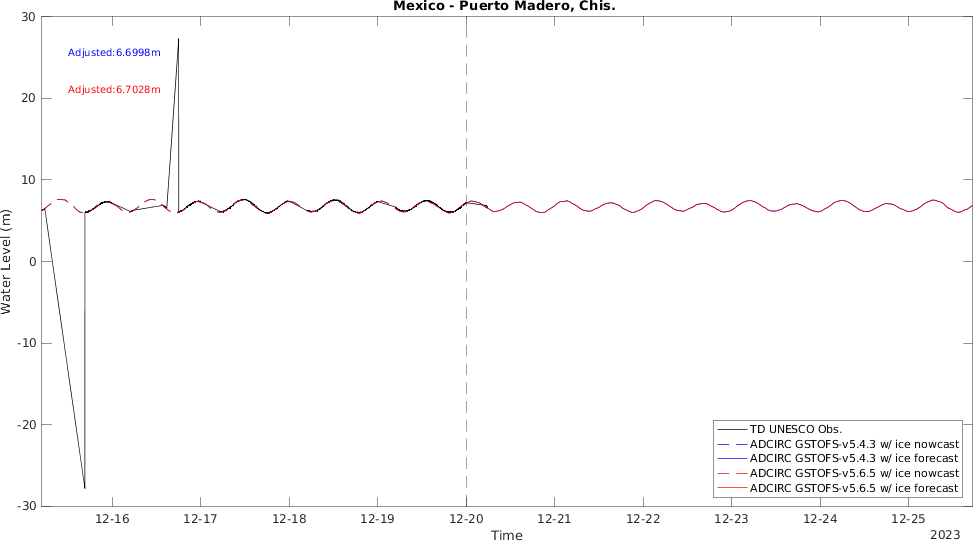 Mexico - Puerto Madero, Chis.
30
20
10
0
-10
-20
-30
Water Level (m)
Adjusted:6.6998m
Adjusted:6.7028m
TD UNESCO Obs.
ADCIRC GSTOFS-v5.4.3 w/ ice nowcast
ADCIRC GSTOFS-v5.4.3 w/ ice forecast
ADCIRC GSTOFS-v5.6.5 w/ ice nowcast
ADCIRC GSTOFS-v5.6.5 w/ ice forecast
12-16 12-17 12-18 12-19 12-20 12-21 12-22 12-23 12-24 12-25
Time
2023